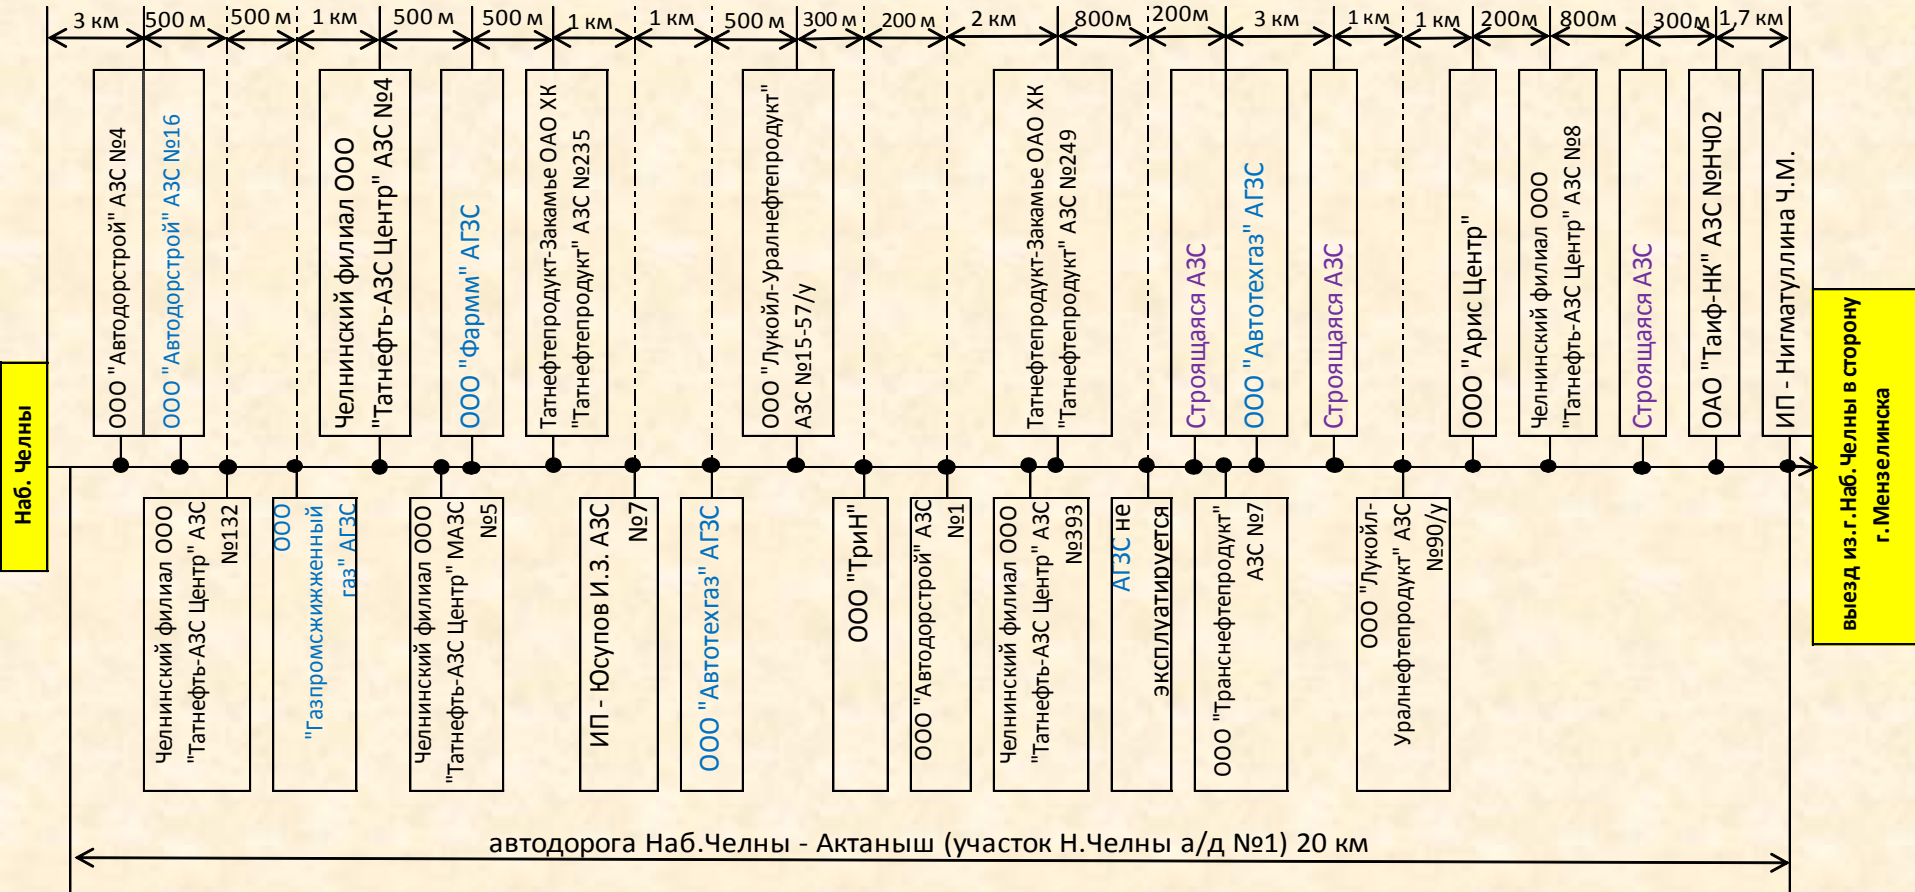 3 км
500 м
500 м
1 км
500 м
500 м
1 км
1 км
500 м
300 м
200 м
2 км
800м
200м
3 км
1 км
1 км
200м
800м
300м
1,7 км
ООО "Автодорстрой" АЗС №4
ООО "Автодорстрой" АЗС №16
Челнинский филиал ООО
"Татнефть-АЗС Центр" АЗС №4
ООО "Фармм" АГЗС
Татнефтепродукт-Закамье ОАО ХК
"Татнефтепродукт" АЗС №235
ООО "Лукойл-Уралнефтепродукт"
АЗС №15-57/у
Татнефтепродукт-Закамье ОАО ХК
"Татнефтепродукт" АЗС №249
Строящаяся АЗС
ООО "Автотехгаз" АГЗС
Строящаяся АЗС
ООО "Арис Центр"
Челнинский филиал ООО
"Татнефть-АЗС Центр" АЗС №8
Строящаяся АЗС
ОАО "Таиф-НК" АЗС №НЧ02
ИП - Нигматуллина Ч.М.
Наб. Челны
выезд из.г.Наб.Челны в сторону
г.Мензелинска
Челнинский филиал ООО
"Татнефть-АЗС Центр" АЗС
№132
ООО
"Газпромсжиженный
газ" АГЗС
Челнинский филиал ООО
"Татнефть-АЗС Центр" МАЗС
№5
ИП - Юсупов И.З. АЗС
№7
ООО "Автотехгаз" АГЗС
ООО "Трин"
ООО "Автодорстрой" АЗС
№1
Челнинский филиал ООО
"Татнефть-АЗС Центр" АЗС
№393
АГЗС не
эксплуатируется
ООО "Транснефтепродукт"
АЗС №7
ООО "Лукойл-
Уралнефтепродукт" АЗС
№90/у
автодорога Наб.Челны - Актаныш (участок Н.Челны а/д №1) 20 км